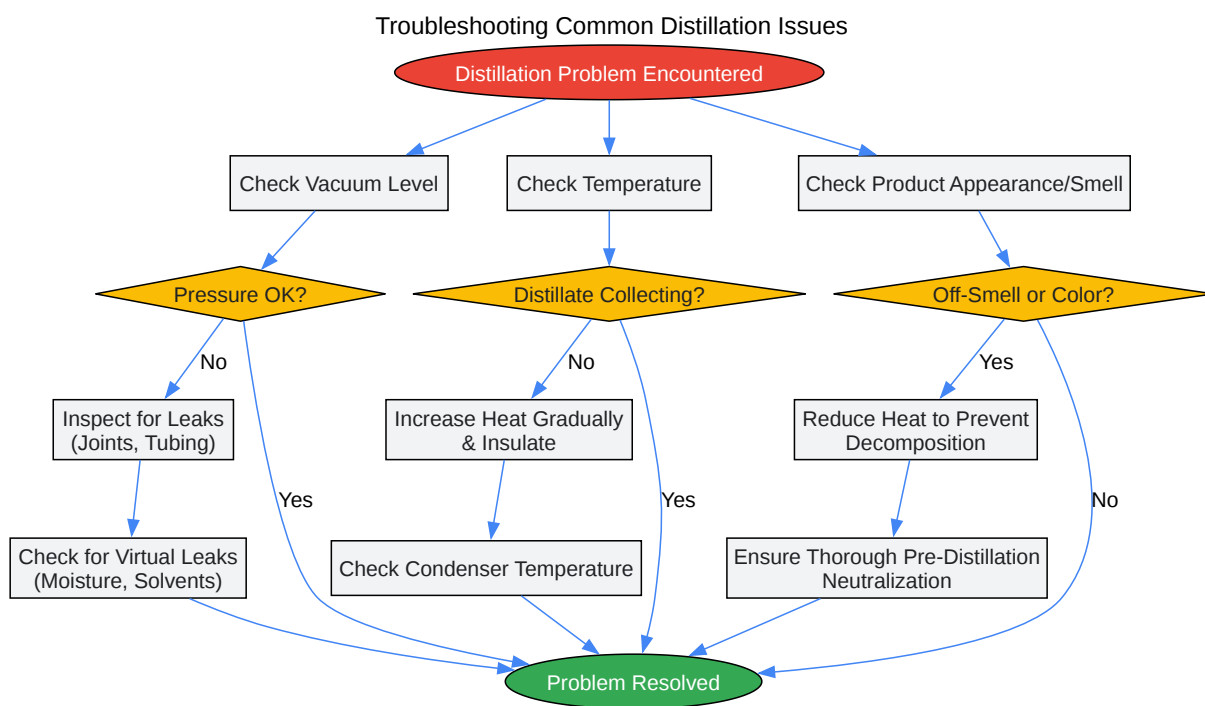 Troubleshooting Common Distillation Issues
Distillation Problem Encountered
Check Vacuum Level
Check Temperature
Check Product Appearance/Smell
Pressure OK?
Distillate Collecting?
Off-Smell or Color?
No
No
Yes
Inspect for Leaks
(Joints, Tubing)
Increase Heat Gradually
& Insulate
Reduce Heat to Prevent
Decomposition
Yes
Yes
No
Check for Virtual Leaks
(Moisture, Solvents)
Check Condenser Temperature
Ensure Thorough Pre-Distillation
Neutralization
Problem Resolved